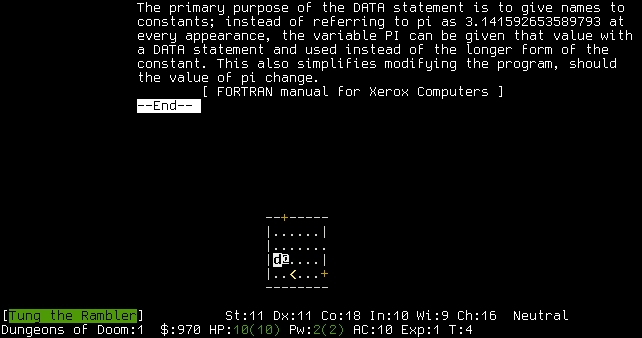 The primary purpose of the DATA statement is to give names to
constants; instead of referring to pi as 3.141592653589793 at
every appearance, the variable PI can be given that value with
a DATA statement and used instead of the longer form of the
constant. This also simplifies modifying the program, should
the value of pi change.
[ FORTRAN manual for Xerox Computers ]
--End--
--+-----
|......|
|.......
|d@....|
|..<...+
--------
[Tung the Rambler] St:11 Dx:11 Co:18 In:10 Wi:9 Ch:16 Neutral
Dungeons of Doom:1 $:970 HP:10(10) Pw:2(2) AC:10 Exp:1 T:4